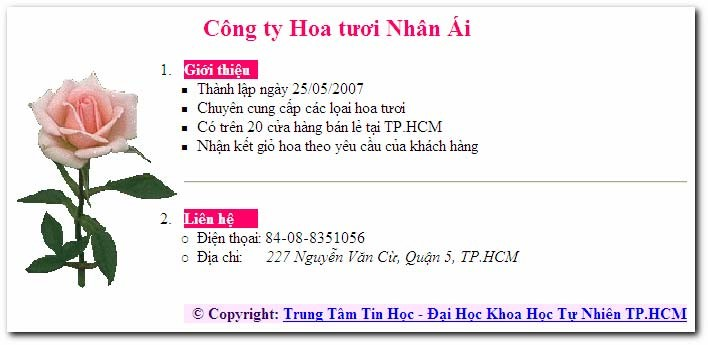 Công ty Hoa tươi Nhân Ái
1. Giới thiệu
Thành lập ngày 25/05/2007
Chuyên cung cấp các lọai hoa tươi
Có trên 20 cửa hàng bán lẻ tại TP.HCM
Nhận kết giỏ hoa theo yêu cầu của khách hàng
2. Liên hệ
Điện thọai: 84-08-8351056
Địa chỉ: 227 Nguyễn Văn Cừ, Quận 5, TP.HCM
© Copyright: Trung Tâm Tin Học - Đại Học Khoa Học Tự Nhiên TP.HCM